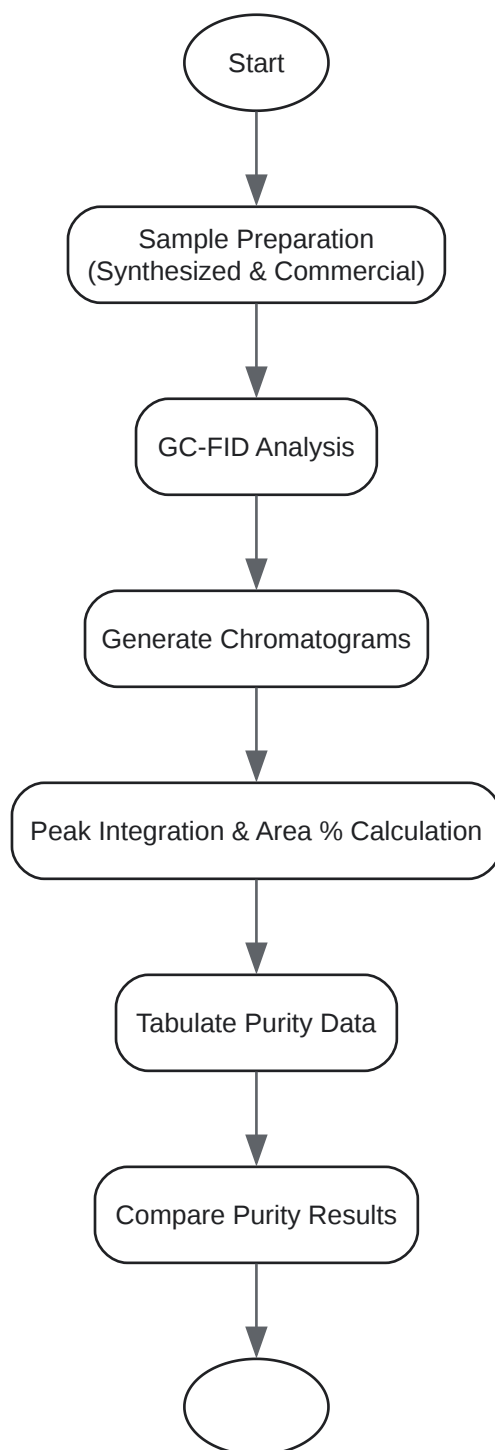 Start
Sample Preparation
(Synthesized & Commercial)
GC-FID Analysis
Generate Chromatograms
Peak Integration & Area % Calculation
Tabulate Purity Data
Compare Purity Results